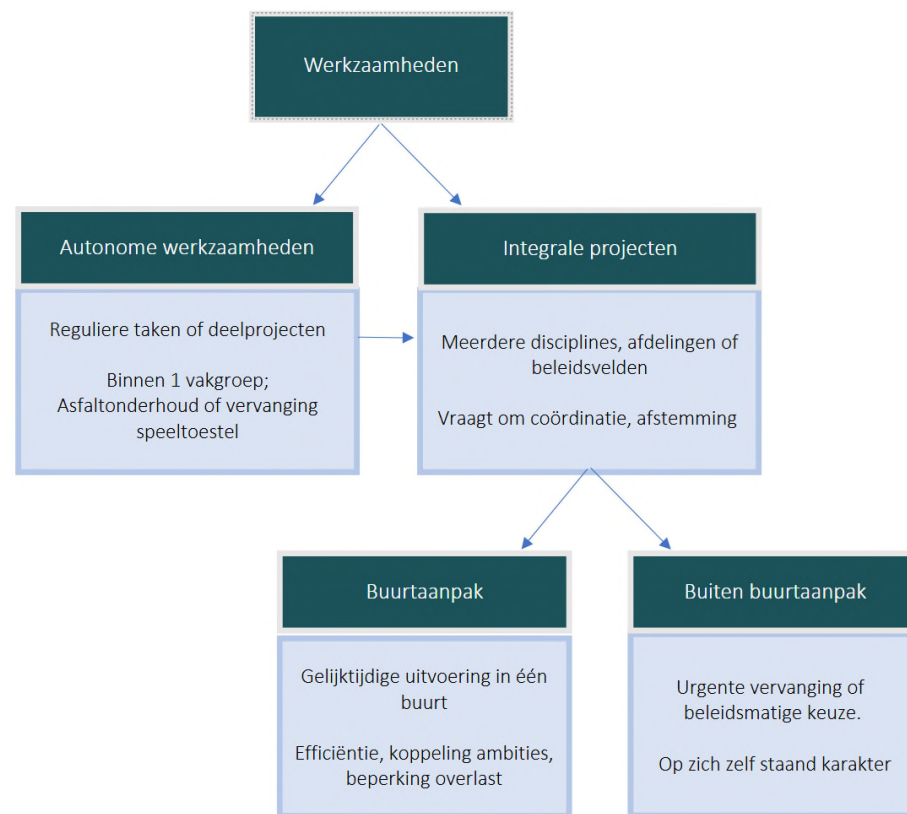 Werkzaamheden
Autonome werkzaamheden
Reguliere taken of deelprojecten
Binnen 1 vakgroep;
Asfaltonderhoud of vervanging
speeltoestel
Integrale projecten
Meerdere disciplines, afdelingen of
beleidsvelden
Vraagt om coördinatie, afstemming
Buurtaanpak
Gelijktijdige uitvoering in één
buurt
Efficiëntie, koppeling ambities,
beperking overlast
Buiten buurtaanpak
Urgente vervanging of
beleidsmatige keuze.
Op zich zelf staand karakter